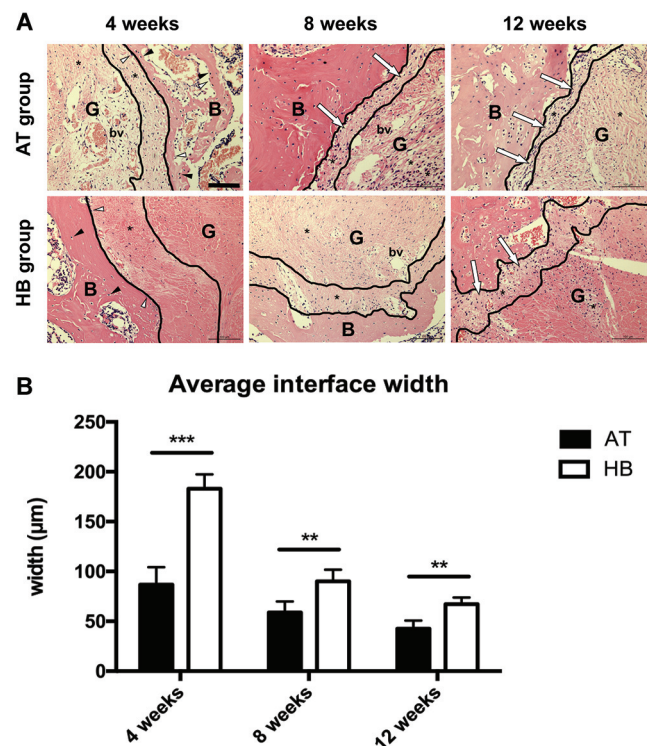 A
4 weeks
8 weeks
12 weeks
AT group
G
bv
B
B
bv
G
B
G
HB group
B
G
G
bv
B
G
B
Average interface width
width (µm)
250
200
150
100
50
0
***
**
**
AT
HB
4 weeks
8 weeks
12 weeks